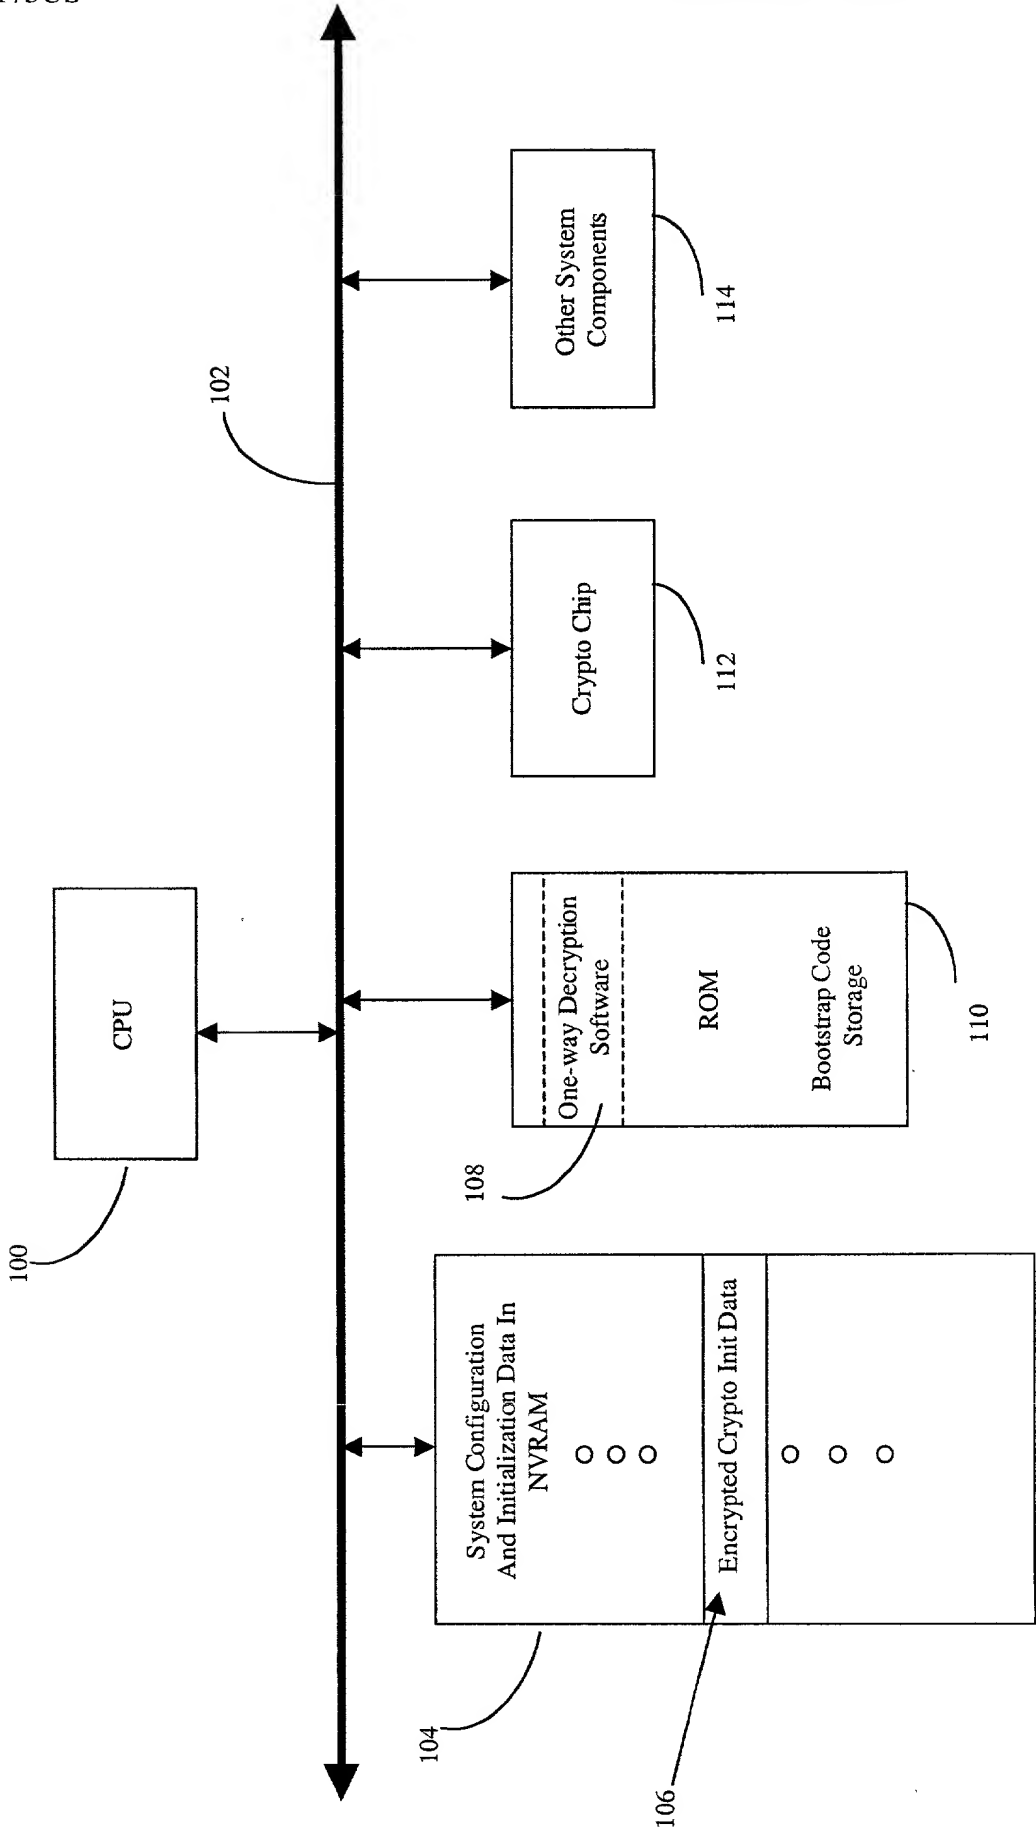 100
CPU
102
104
System Configuration
And Initialization Data In
NVRAM
106
Encrypted Crypto Init Data
108
One-way Decryption
Software
ROM
Bootstrap Code
Storage
110
Crypto Chip
112
Other System
Components
114